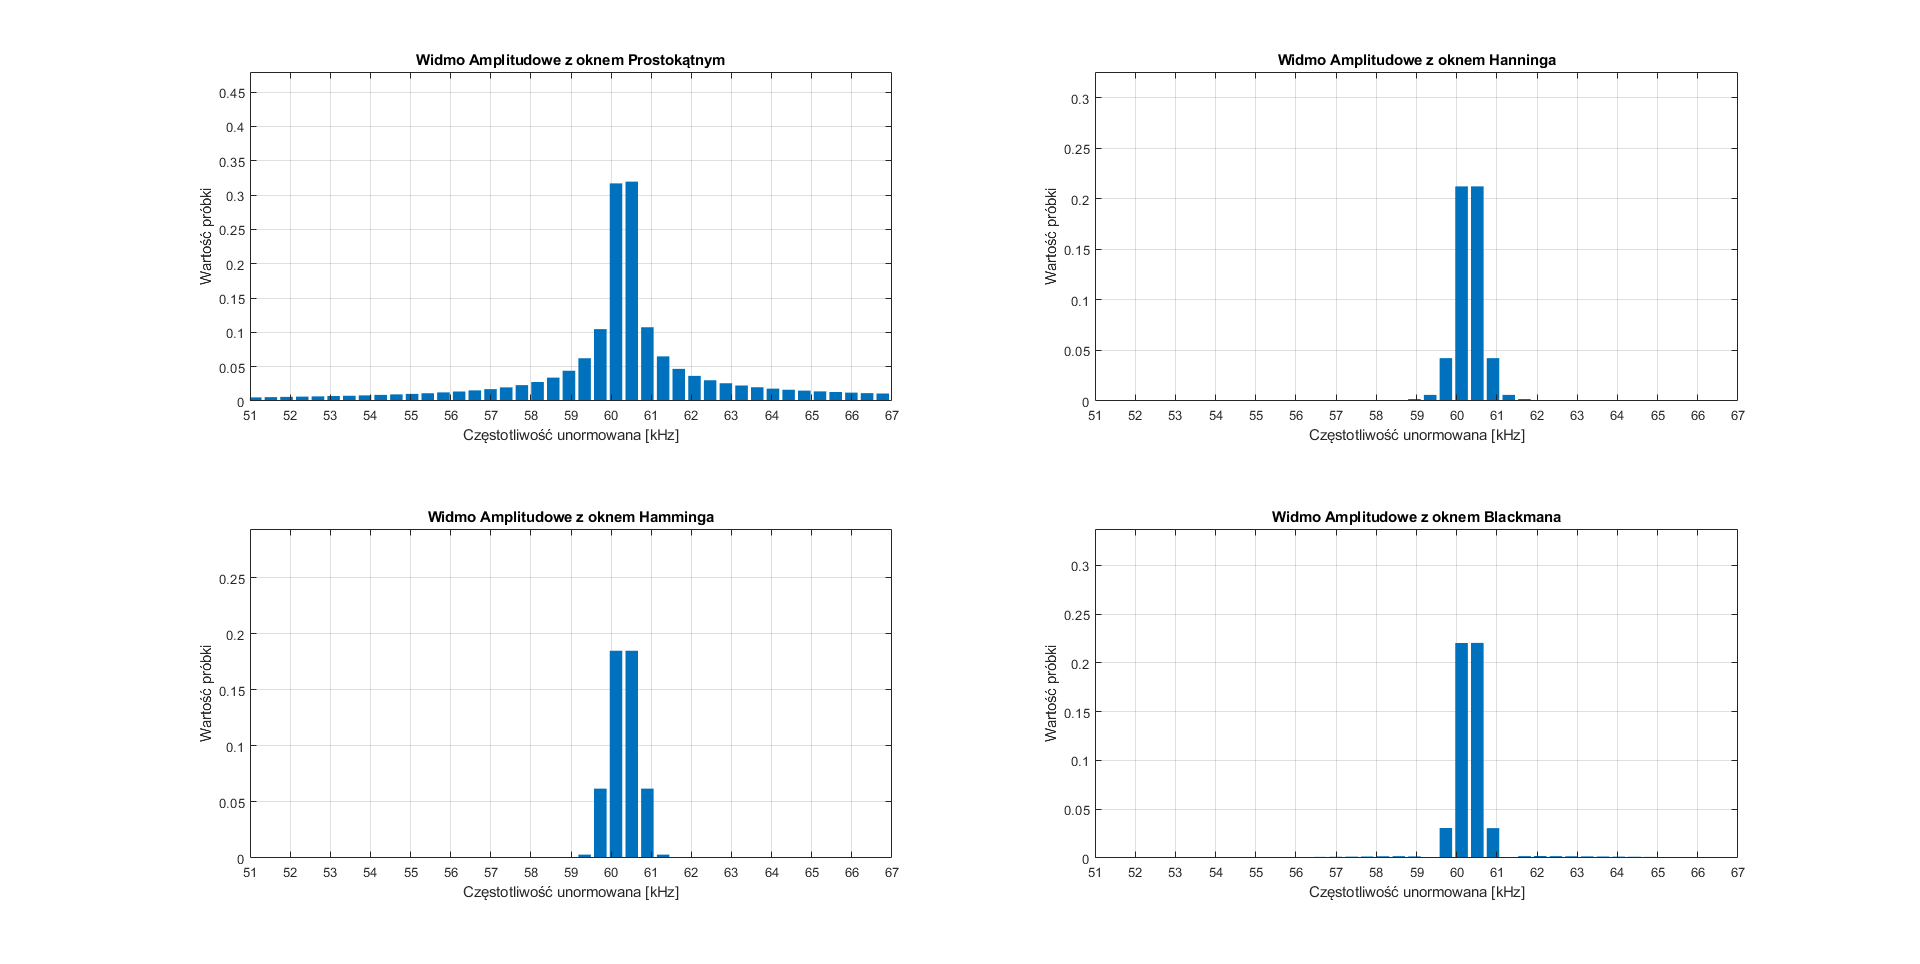 Widmo Amplitudowe z oknem Prostokątnym
0.45
0.4
0.35
0.3
0.25
0.2
0.15
0.1
0.05
0
Wartość próbki
51 52 53 54 55 56 57 58 59 60 61 62 63 64 65 66 67
Częstotliwość unormowana [kHz]
Widmo Amplitudowe z oknem Hanninga
0.3
0.25
0.2
0.15
0.1
0.05
0
Wartość próbki
51 52 53 54 55 56 57 58 59 60 61 62 63 64 65 66 67
Częstotliwość unormowana [kHz]
Widmo Amplitudowe z oknem Hamminga
0.25
0.2
0.15
0.1
0.05
0
Wartość próbki
51 52 53 54 55 56 57 58 59 60 61 62 63 64 65 66 67
Częstotliwość unormowana [kHz]
Widmo Amplitudowe z oknem Blackmana
0.3
0.25
0.2
0.15
0.1
0.05
0
Wartość próbki
51 52 53 54 55 56 57 58 59 60 61 62 63 64 65 66 67
Częstotliwość unormowana [kHz]